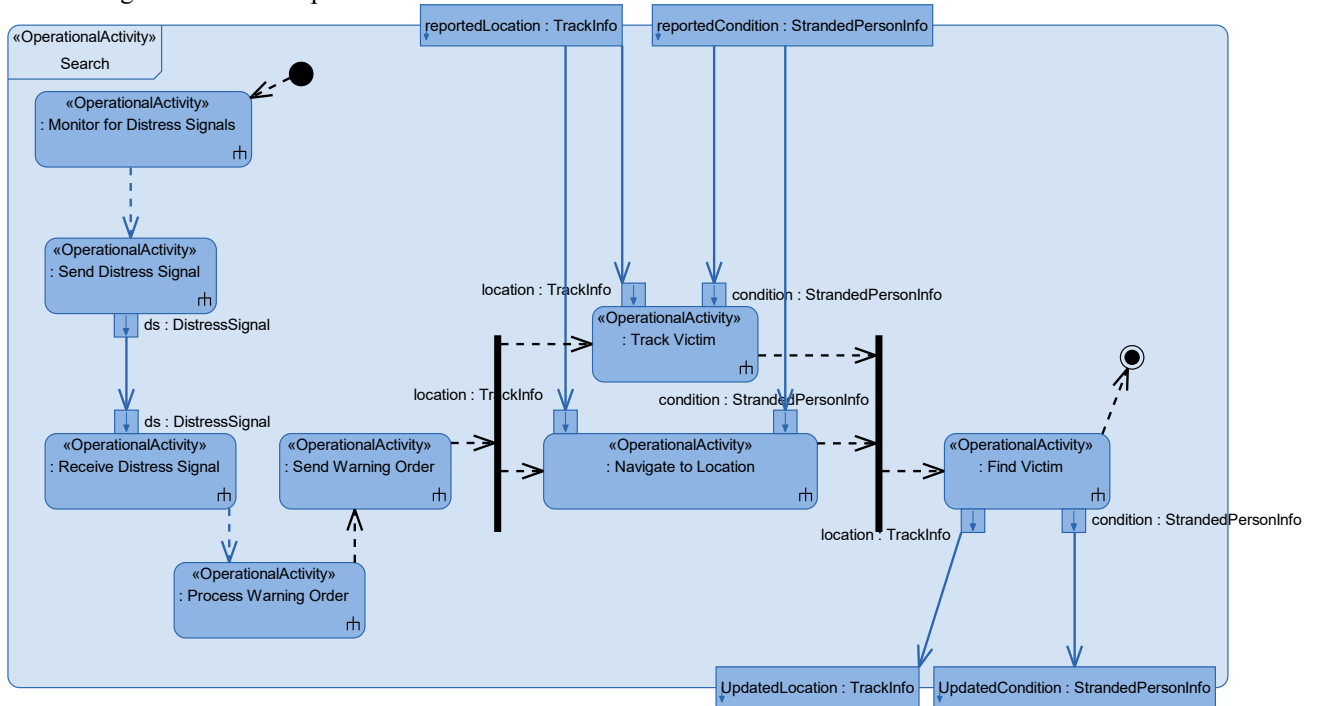 reportedLocation : TrackInfo
reportedCondition : StrandedPersonInfo
«OperationalActivity»
Search
«OperationalActivity»
: Monitor for Distress Signals
«OperationalActivity»
: Send Distress Signal
ds : DistressSignal
location : TrackInfo
condition : StrandedPersonInfo
«OperationalActivity»
: Track Victim
location : TrackInfo
condition : StrandedPersonInfo
ds : DistressSignal
«OperationalActivity»
: Receive Distress Signal
«OperationalActivity»
: Send Warning Order
«OperationalActivity»
: Navigate to Location
«OperationalActivity»
: Find Victim
location : TrackInfo
condition : StrandedPersonInfo
«OperationalActivity»
: Process Warning Order
UpdatedLocation : TrackInfo
UpdatedCondition : StrandedPersonInfo